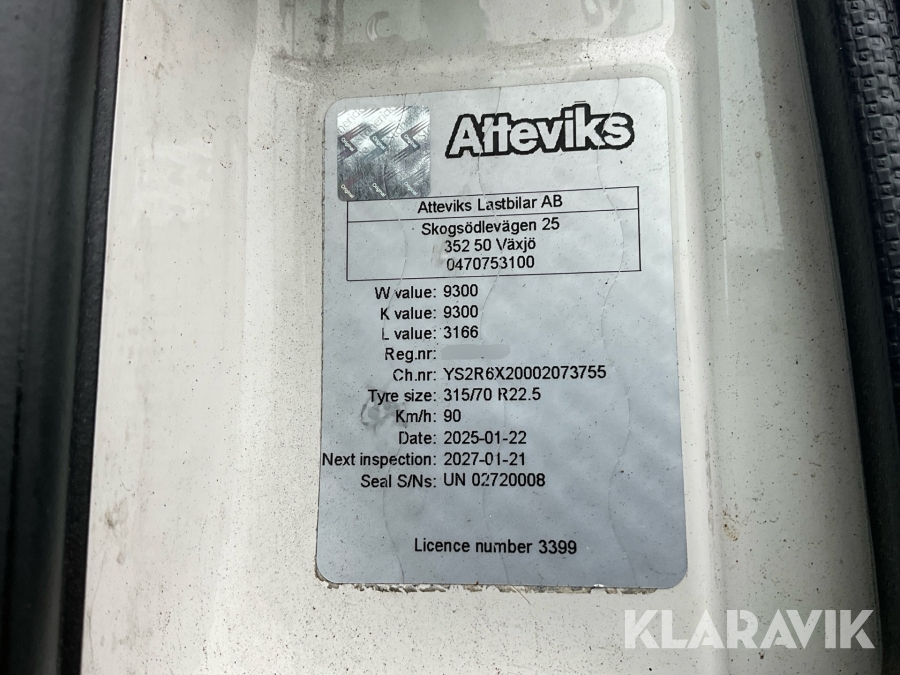 Atteviks
Atteviks Lastbilar AB
Skogsödlevägen 25
352 50 Växjö
0470753100
W value: 9300
K value: 9300
L value: 3166
Reg.nr:
Ch.nr: YS2R6X20002073755
Tyre size: 315/70 R22.5
Km/h: 90
Date: 2025-01-22
Next inspection: 2027-01-21
Seal S/Ns: UN 02720008
Licence number 3399
KLARAVIK